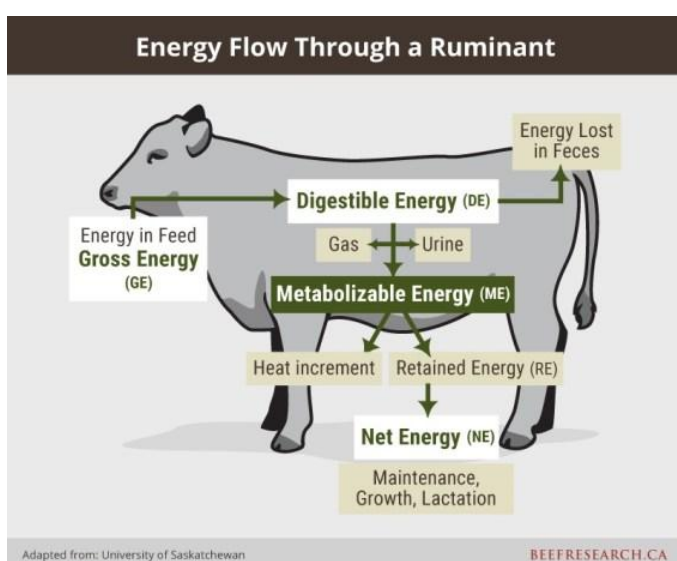 Energy Flow Through a Ruminant
Energy Lost
in Feces
Digestible Energy (DE)
Energy in Feed
Gross Energy
(GE)
Gas
Urine
Metabolizable Energy (ME)
Heat increment
Retained Energy (RE)
Net Energy (NE)
Maintenance,
Growth, Lactation
Adapted from: University of Saskatchewan
BEEFRESEARCH.CA